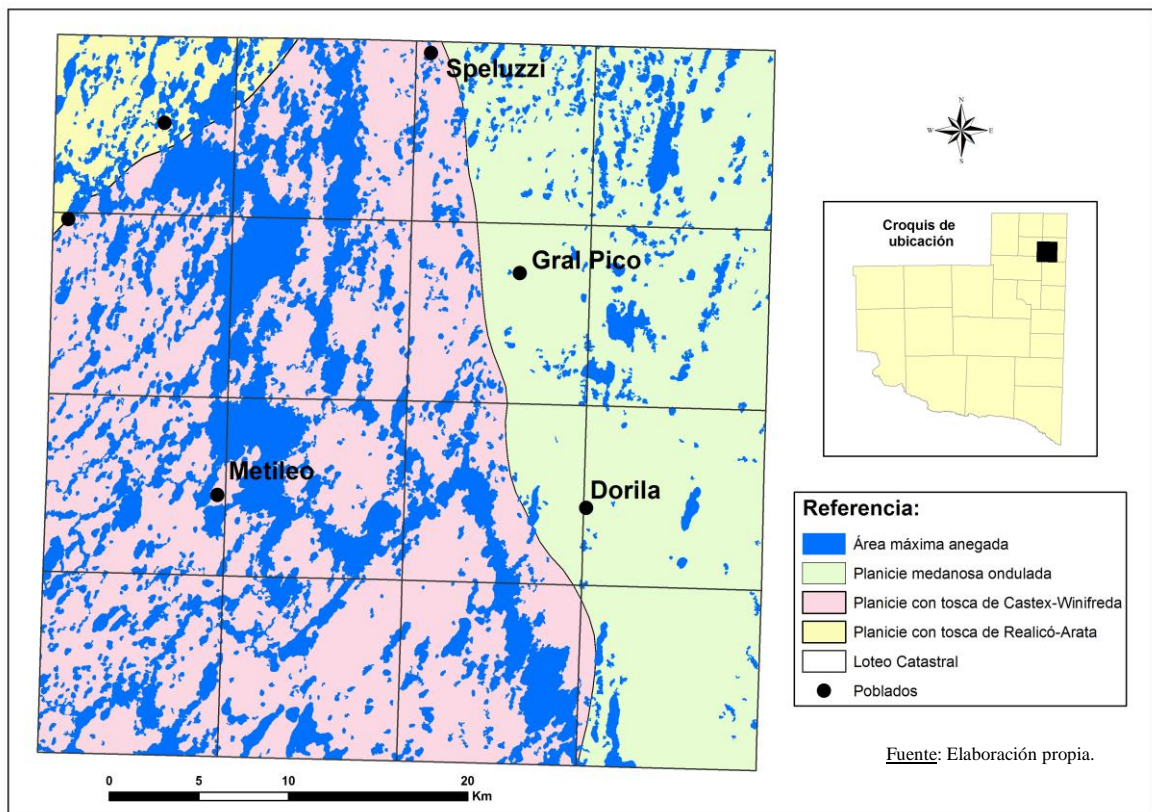 Speluzzi
Gral Pico
Metileo
Dorila
N
W
E
S
Croquis de
ubicación
Referencia:
Área máxima anegada
Planicie medanosa ondulada
Planicie con tosca de Castex-Winifreda
Planicie con tosca de Realicó-Arata
Loteo Catastral
Poblados
Fuente: Elaboración propia.
0 5 10 20
Km